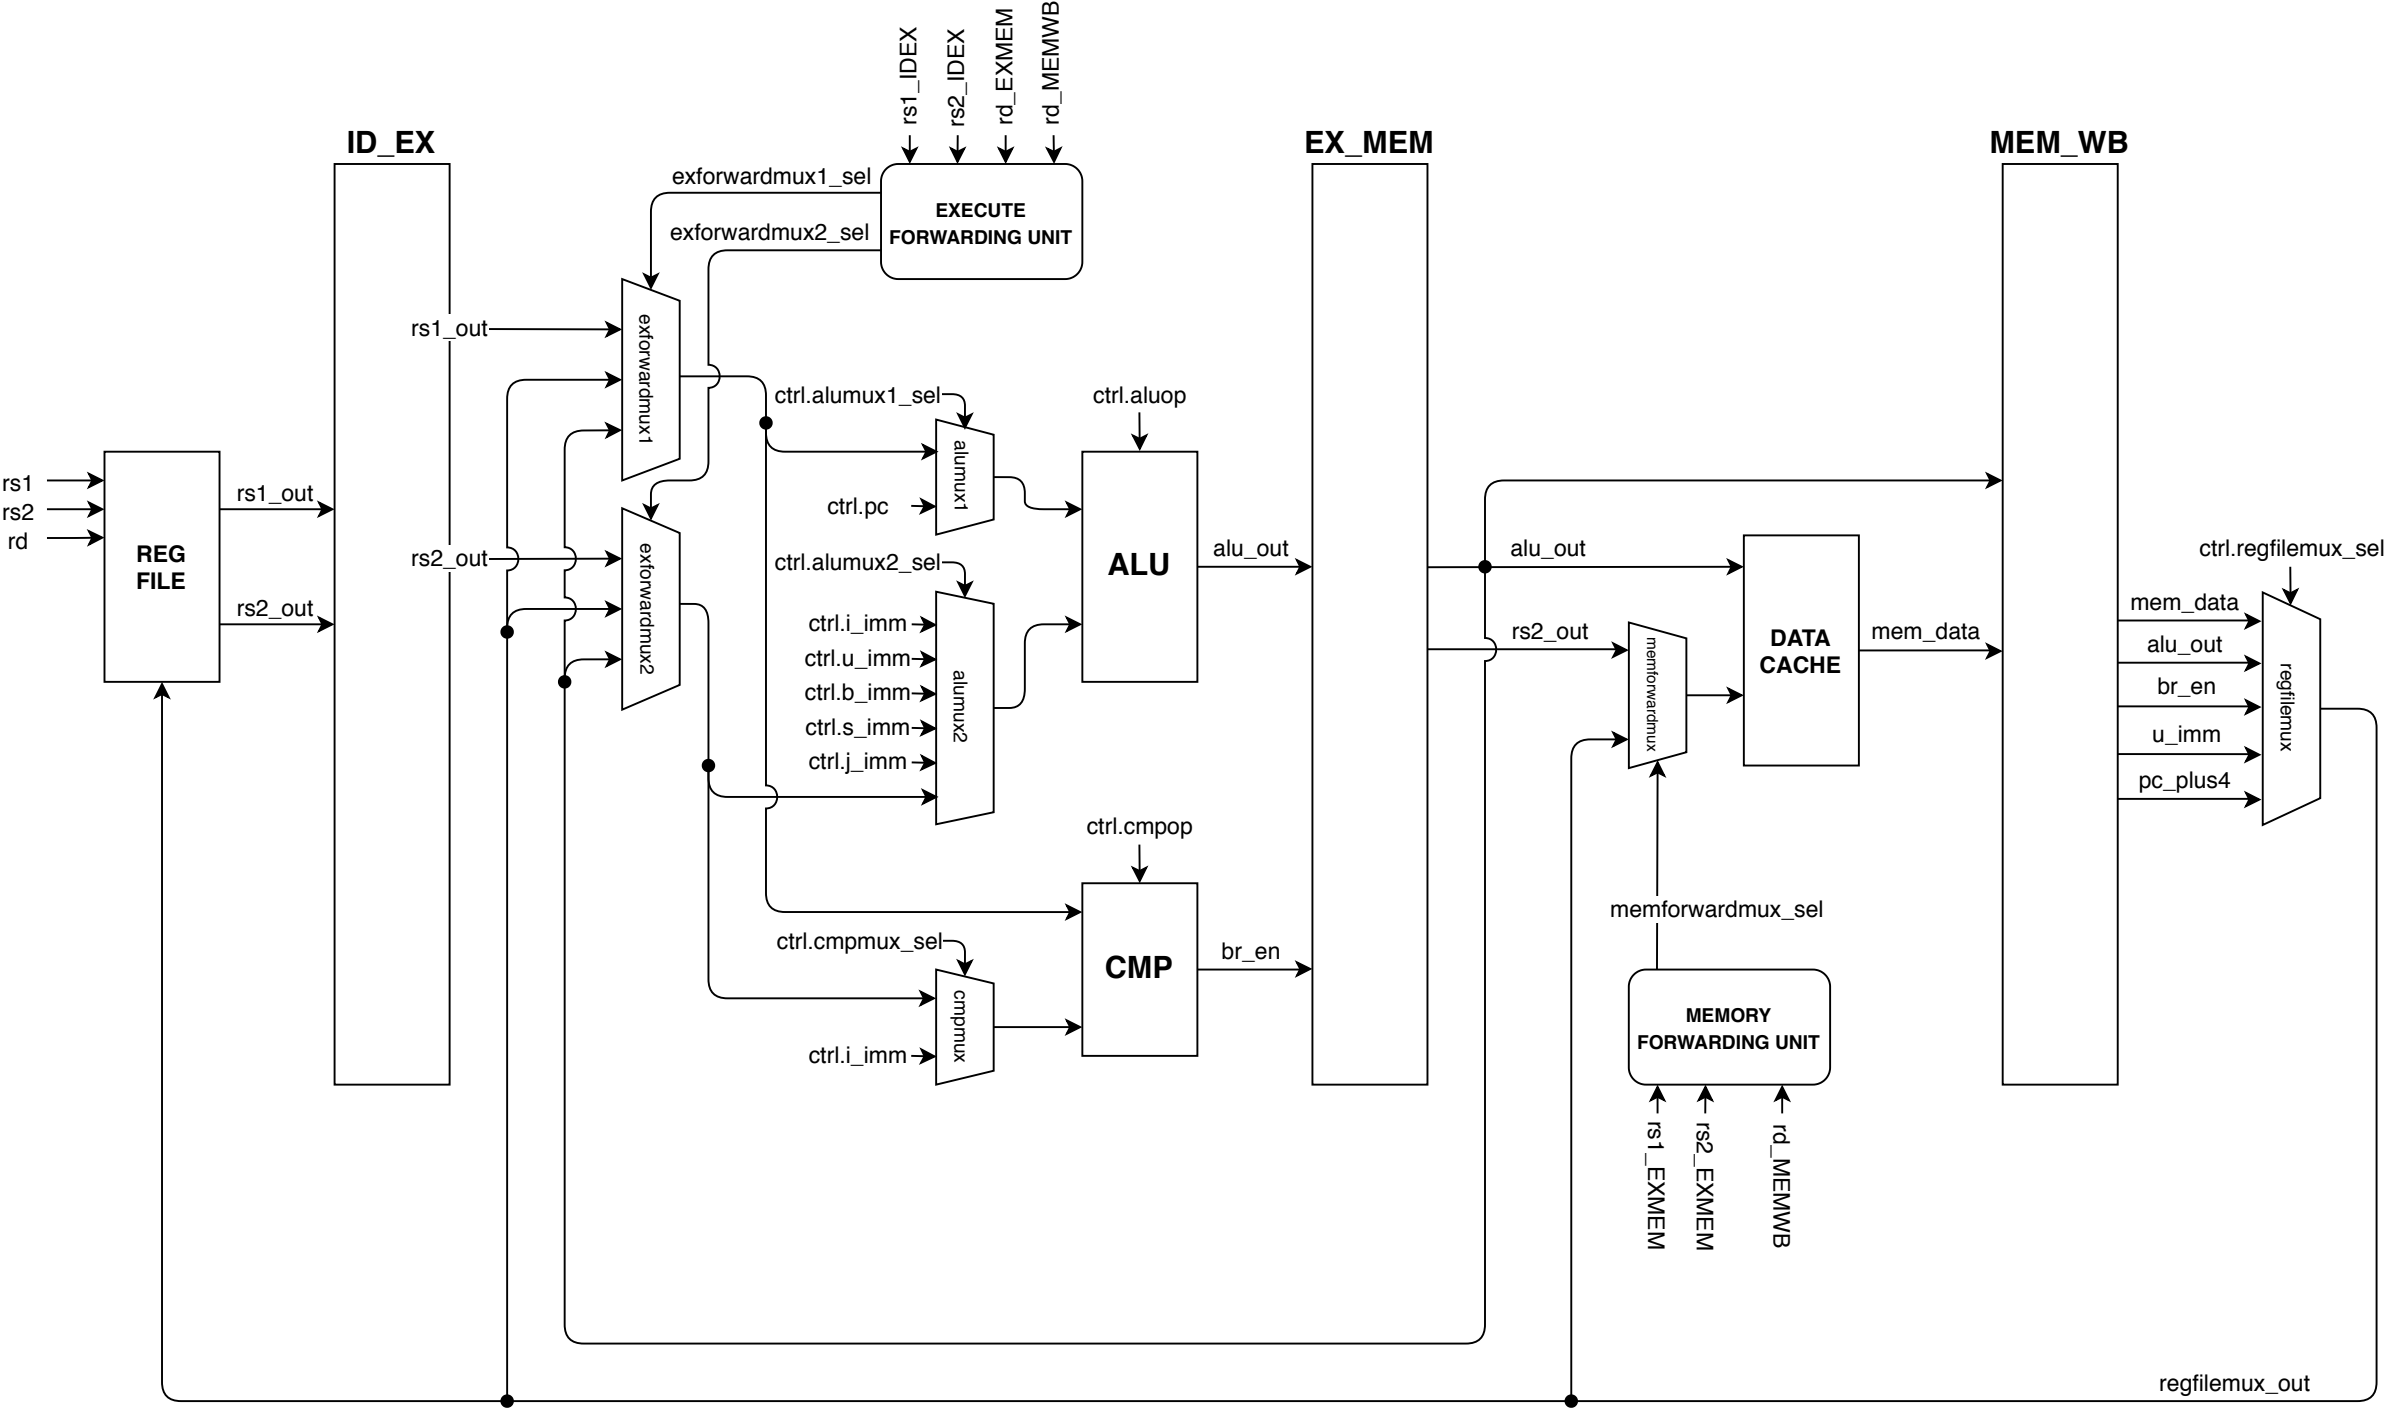 rs1_IDEX
rs2_IDEX
rd_EXMEM
rd_MEMWB
ID_EX
EX_MEM
MEM_WB
exforwardmux1_sel
exforwardmux2_sel
EXECUTE
FORWARDING UNIT
rs1_out
exforwardmux1
ctrl.alumux1_sel
alumux1
ctrl.pc
ctrl.aluop
ALU
alu_out
rs1
rs2
rd
REG
FILE
rs1_out
rs2_out
rs2_out
exforwardmux2
ctrl.alumux2_sel
ctrl.i_imm
ctrl.u_imm
ctrl.b_imm
ctrl.s_imm
ctrl.j_imm
alumux2
alu_out
rs2_out
memforwardmux
DATA
CACHE
mem_data
ctrl.regfilemux_sel
mem_data
alu_out
br_en
u_imm
pc_plus4
regfilemux
ctrl.cmpop
CMP
br_en
ctrl.cmpmux_sel
cmpmux
ctrl.i_imm
memforwardmux_sel
MEMORY
FORWARDING UNIT
rs1_EXMEM
rs2_EXMEM
rd_MEMWB
regfilemux_out